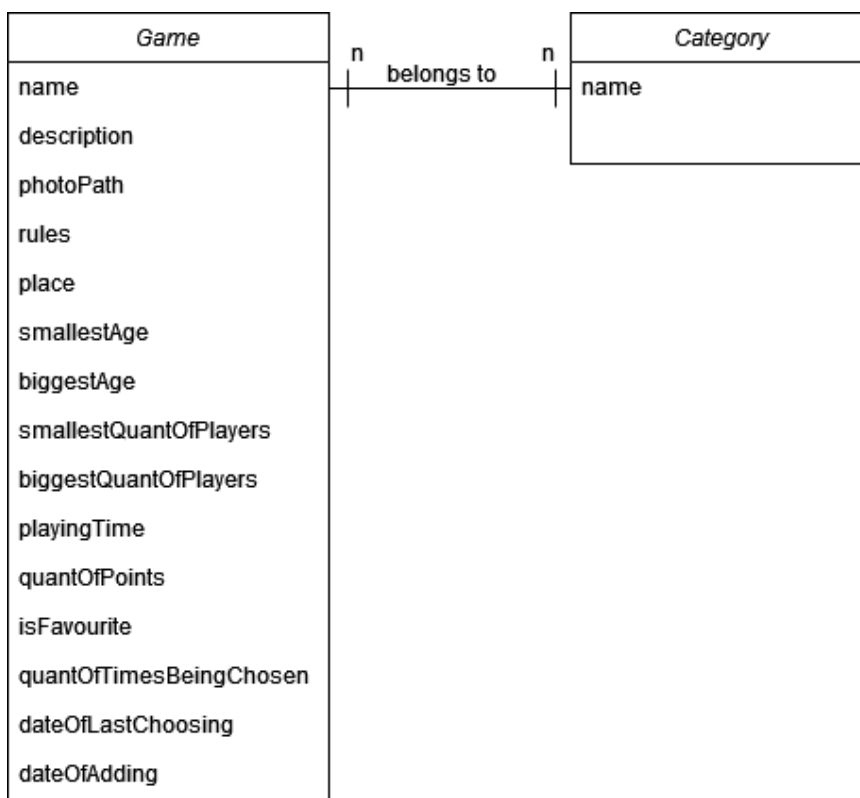 Game
name
description
photoPath
rules
place
smallestAge
biggestAge
smallestQuantOfPlayers
biggestQuantOfPlayers
playingTime
quantOfPoints
isFavourite
quantOfTimesBeingChosen
dateOfLastChoosing
dateOfAdding
n
belongs to
n
Category
name